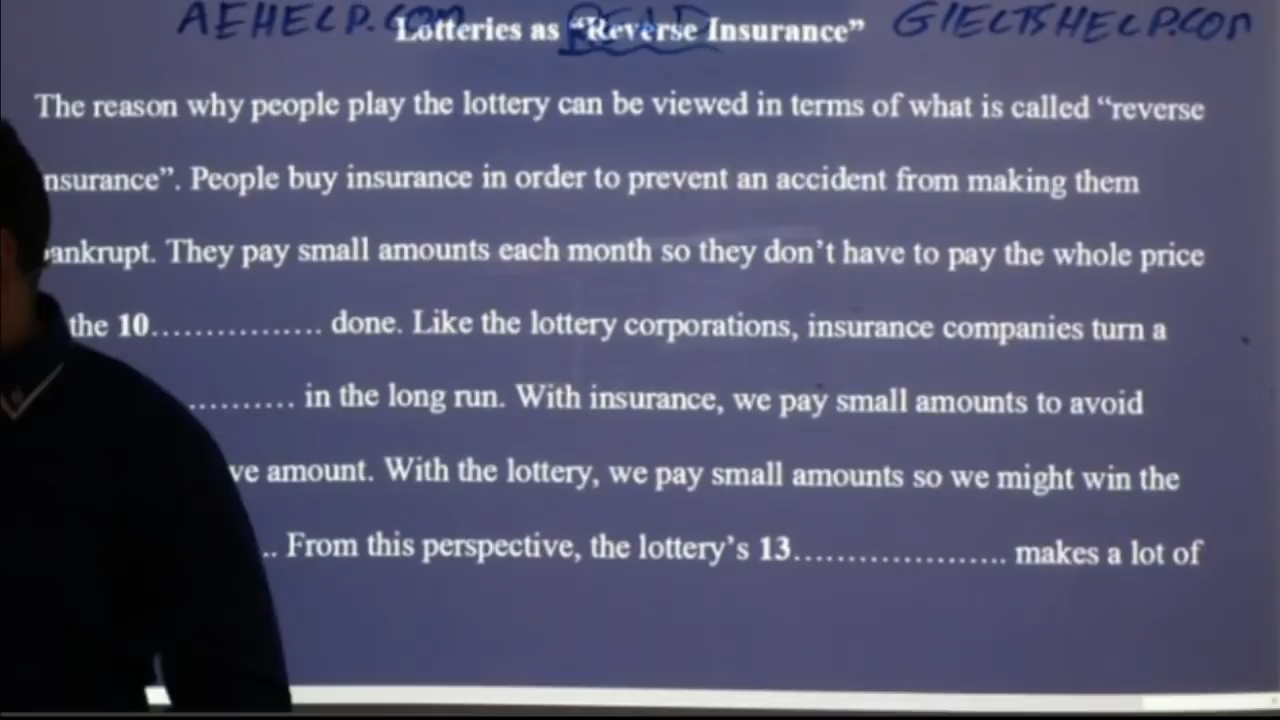 AEHELP.COM READ GIELTSHELP.COM
Lotteries as “Reverse Insurance”
The reason why people play the lottery can be viewed in terms of what is called “reverse
nsurance”. People buy insurance in order to prevent an accident from making them
ankrupt. They pay small amounts each month so they don’t have to pay the whole price
the 10............... done. Like the lottery corporations, insurance companies turn a
.......... in the long run. With insurance, we pay small amounts to avoid
ve amount. With the lottery, we pay small amounts so we might win the
.. From this perspective, the lottery’s 13................... makes a lot of